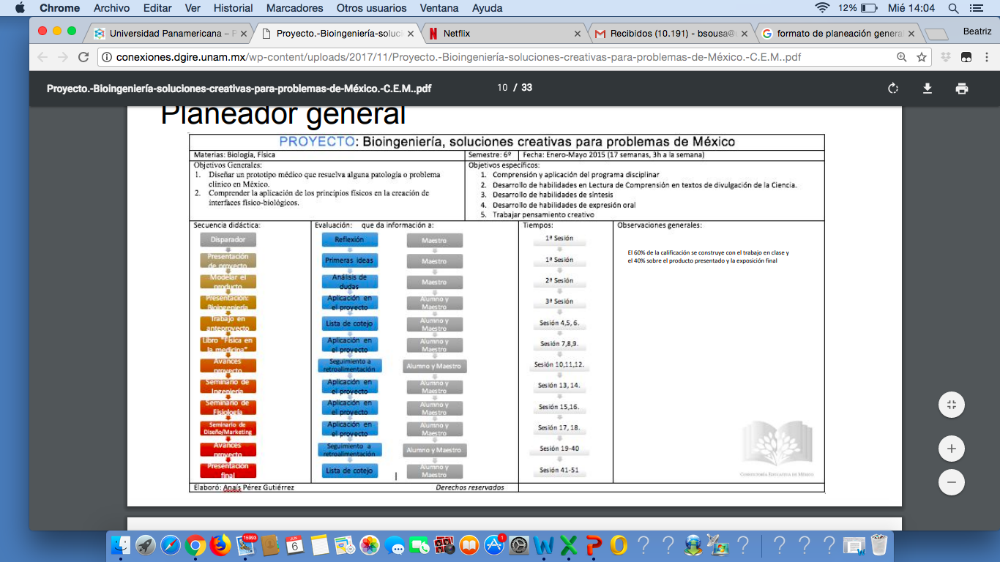 Chrome Archivo Editar Ver Historial Marcadores Otros usuarios Ventana Ayuda 12% Mié 14:04
Universidad Panamericana – P
Proyecto.-Bioingeniería-soluc
Netflix
Recibidos (10.191) - bsousa@
formato de planeación genera
Beatriz
conexiones.dgire.unam.mx/wp-content/uploads/2017/11/Proyecto.-Bioingeniería-soluciones-creativas-para-problemas-de-México.-C.E.M..pdf
Proyecto.-Bioingeniería-soluciones-creativas-para-problemas-de-México.-C.E.M..pdf 10 / 33
Planeador general
PROYECTO: Bioingeniería, soluciones creativas para problemas de México
Materias: Biología, Física
Semestre: 6º
Fecha: Enero-Mayo 2015 (17 semanas, 3h a la semana)
Objetivos Generales:
1. Diseñar un prototipo médico que resuelva alguna patología o problema
clínico en México.
2. Comprender la aplicación de los principios físicos en la creación de
interfaces físico-biológicos.
Objetivos específicos:
1. Comprensión y aplicación del programa disciplinar
2. Desarrollo de habilidades en Lectura de Comprensión en textos de divulgación de la Ciencia.
3. Desarrollo de habilidades de síntesis
4. Desarrollo de habilidades de expresión oral
5. Trabajar pensamiento creativo
Secuencia didáctica:
Disparador
Presentación
de proyecto
Modelar el
producto
Presentación:
Bioingeniería
Trabajo en
anteproyecto
Libro "Física en
la medicina"
Avances
proyecto
Seminario de
Ingeniería
Seminario de
Fisiología
Seminario de
Diseño/Marketing
Avances
proyecto
Presentación
final
Evaluación: que da información a:
Reflexión
Primeras ideas
Análisis de
dudas
Aplicación en
el proyecto
Lista de cotejo
Aplicación en
el proyecto
Seguimiento a
retroalimentación
Aplicación en
el proyecto
Aplicación en
el proyecto
Aplicación en
el proyecto
Seguimiento a
retroalimentación
Lista de cotejo
Maestro
Maestro
Maestro
Alumno y
Maestro
Alumno y
Maestro
Alumno y
Maestro
Alumno y Maestro
Alumno y
Maestro
Alumno y
Maestro
Alumno y
Maestro
Alumno y Maestro
Alumno y
Maestro
Tiempos:
1ª Sesión
1ª Sesión
2ª Sesión
3ª Sesión
Sesión 4,5, 6.
Sesión 7,8,9.
Sesión 10,11,12.
Sesión 13, 14.
Sesión 15,16.
Sesión 17, 18.
Sesión 19-40
Sesión 41-51
Observaciones generales:
El 60% de la calificación se construye con el trabajo en clase y
el 40% sobre el producto presentado y la exposición final
Consultoría Educativa de México
Elaboró: Anaís Pérez Gutiérrez
Derechos reservados
15993
JUN
6
1